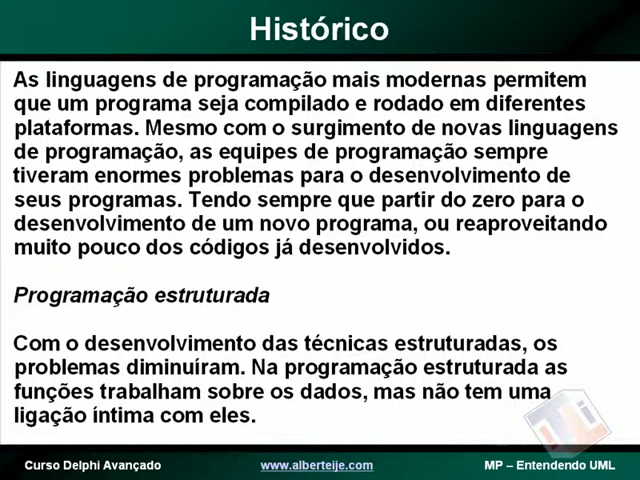 Histórico
As linguagens de programação mais modernas permitem
que um programa seja compilado e rodado em diferentes
plataformas. Mesmo com o surgimento de novas linguagens
de programação, as equipes de programação sempre
tiveram enormes problemas para o desenvolvimento de
seus programas. Tendo sempre que partir do zero para o
desenvolvimento de um novo programa, ou reaproveitando
muito pouco dos códigos já desenvolvidos.
Programação estruturada
Com o desenvolvimento das técnicas estruturadas, os
problemas diminuíram. Na programação estruturada as
funções trabalham sobre os dados, mas não tem uma
ligação íntima com eles.
Curso Delphi Avançado www.alberteije.com MP – Entendendo UML